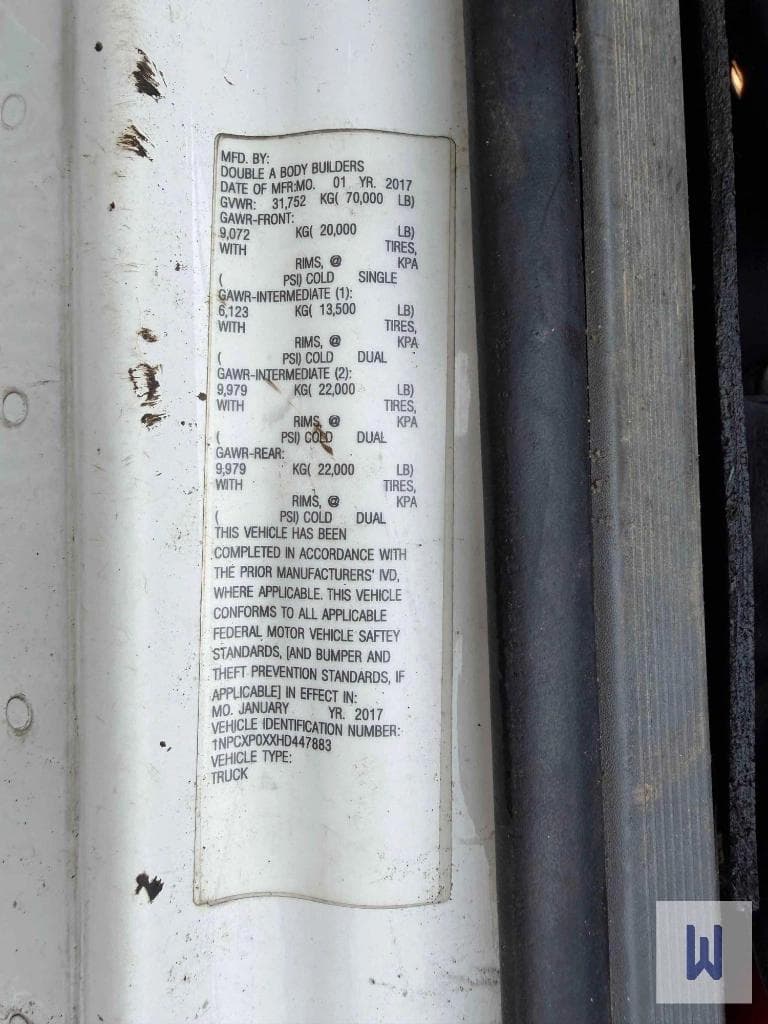 MFD. BY:
DOUBLE A BODY BUILDERS
DATE OF MFR:MO. 01 YR. 2017
GVWR: 31,752 KG( 70,000 LB)
GAWR-FRONT:
9,072 KG( 20,000 LB)
WITH TIRES,
RIMS, @ KPA
( PSI) COLD SINGLE
GAWR-INTERMEDIATE (1):
6,123 KG( 13,500 LB)
WITH TIRES,
RIMS, @ KPA
( PSI) COLD DUAL
GAWR-INTERMEDIATE (2):
9,979 KG( 22,000 LB)
WITH TIRES,
RIMS, @ KPA
( PSI) COLD DUAL
GAWR-REAR:
9,979 KG( 22,000 LB)
WITH TIRES,
RIMS, @ KPA
( PSI) COLD DUAL
THIS VEHICLE HAS BEEN
COMPLETED IN ACCORDANCE WITH
THE PRIOR MANUFACTURERS' IVD,
WHERE APPLICABLE. THIS VEHICLE
CONFORMS TO ALL APPLICABLE
FEDERAL MOTOR VEHICLE SAFTEY
STANDARDS, [AND BUMPER AND
THEFT PREVENTION STANDARDS, IF
APPLICABLE] IN EFFECT IN:
MO. JANUARY YR. 2017
VEHICLE IDENTIFICATION NUMBER:
1NPCXP0XXHD447883
VEHICLE TYPE:
TRUCK
W